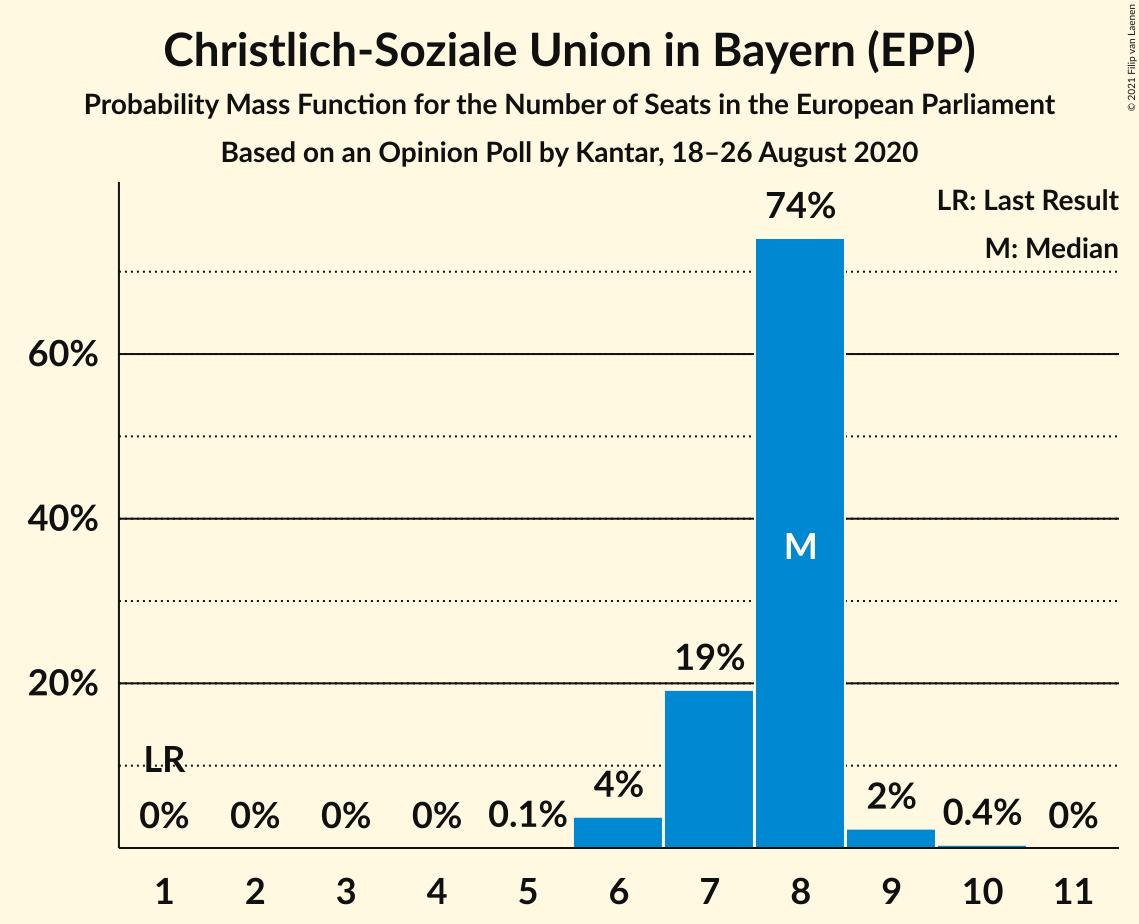 Christlich-Soziale Union in Bayern (EPP)
Probability Mass Function for the Number of Seats in the European Parliament
Based on an Opinion Poll by Kantar, 18–26 August 2020
© 2021 Filip van Laenen
LR: Last Result
M: Median
74%
60%
40%
M
19%
20%
LR
0% 0% 0% 0% 0.1% 4% 2% 0.4% 0%
1 2 3 4 5 6 7 8 9 10 11